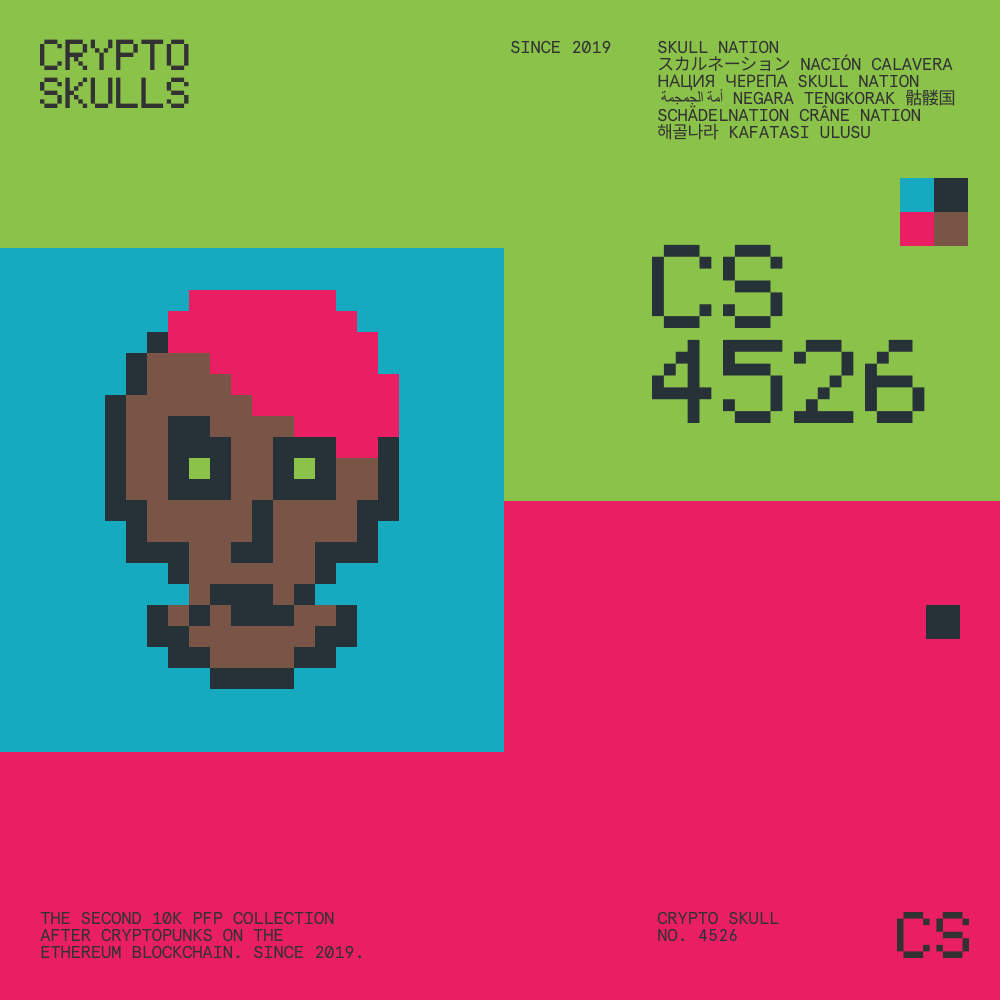 CRYPTO
SKULLS
SINCE 2019
SKULL NATION
スカルネーション NACIÓN CALAVERA
НАЦИЯ ЧЕРЕПА SKULL NATION
أمة الجمجمة NEGARA TENGKORAK 骷髅国
SCHÄDELNATION CRÂNE NATION
해골나라 KAFATASI ULUSU
CS
4526
THE SECOND 10K PFP COLLECTION
AFTER CRYPTOPUNKS ON THE
ETHEREUM BLOCKCHAIN. SINCE 2019.
CRYPTO SKULL
NO. 4526
CS